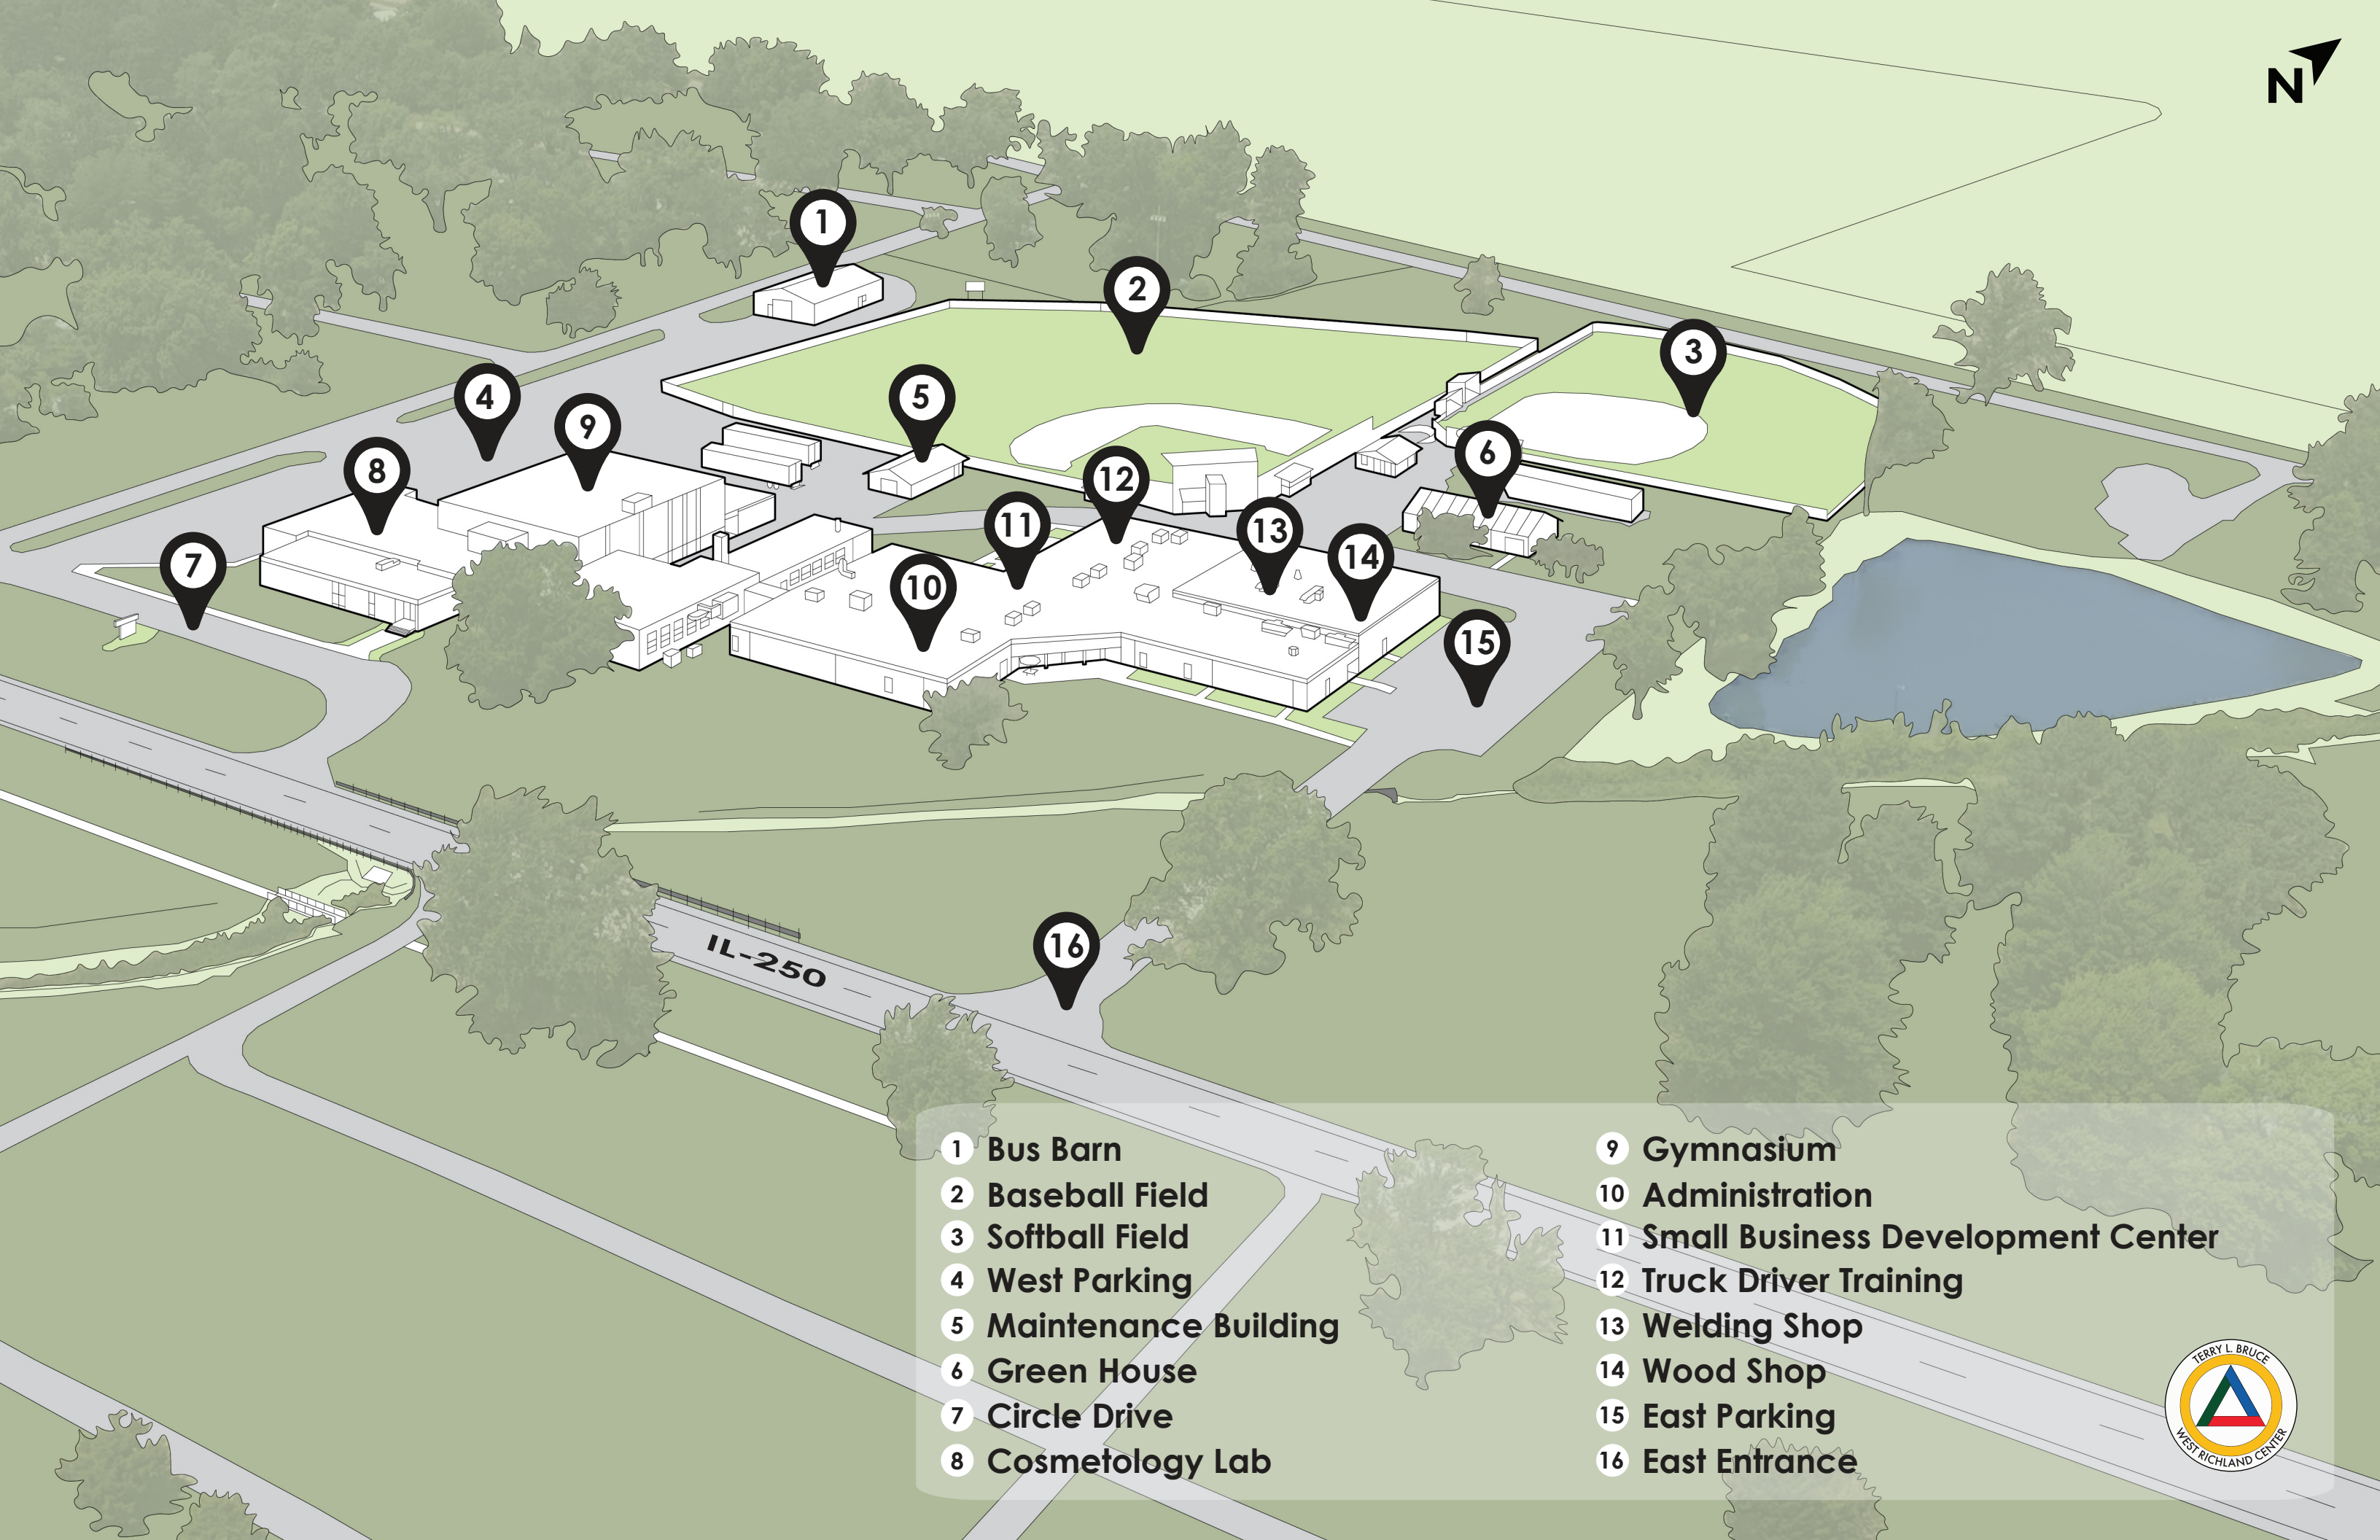 N
1
2
3
4
9
5
6
8
12
11
13
14
7
10
15
16
IL-250
1 Bus Barn
2 Baseball Field
3 Softball Field
4 West Parking
5 Maintenance Building
6 Green House
7 Circle Drive
8 Cosmetology Lab
9 Gymnasium
10 Administration
11 Small Business Development Center
12 Truck Driver Training
13 Welding Shop
14 Wood Shop
15 East Parking
16 East Entrance
TERRY L. BRUCE
WEST RICHLAND CENTER